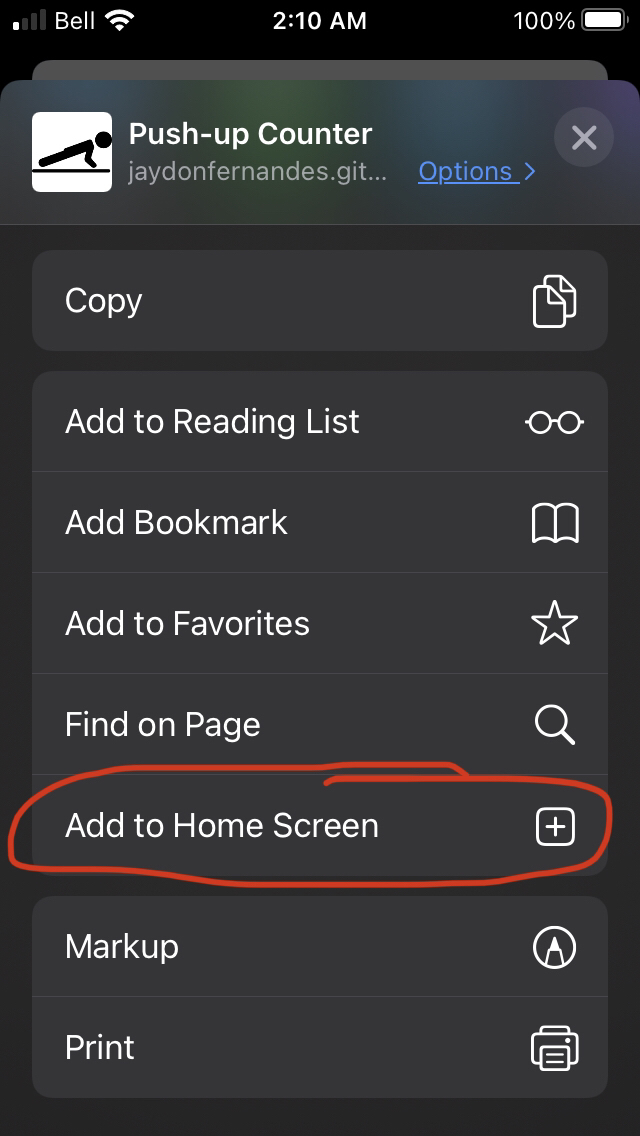 Bell 2:10 AM 100%
Push-up Counter
jaydonfernandes.git... Options >
Copy
Add to Reading List
Add Bookmark
Add to Favorites
Find on Page
Add to Home Screen
Markup
Print